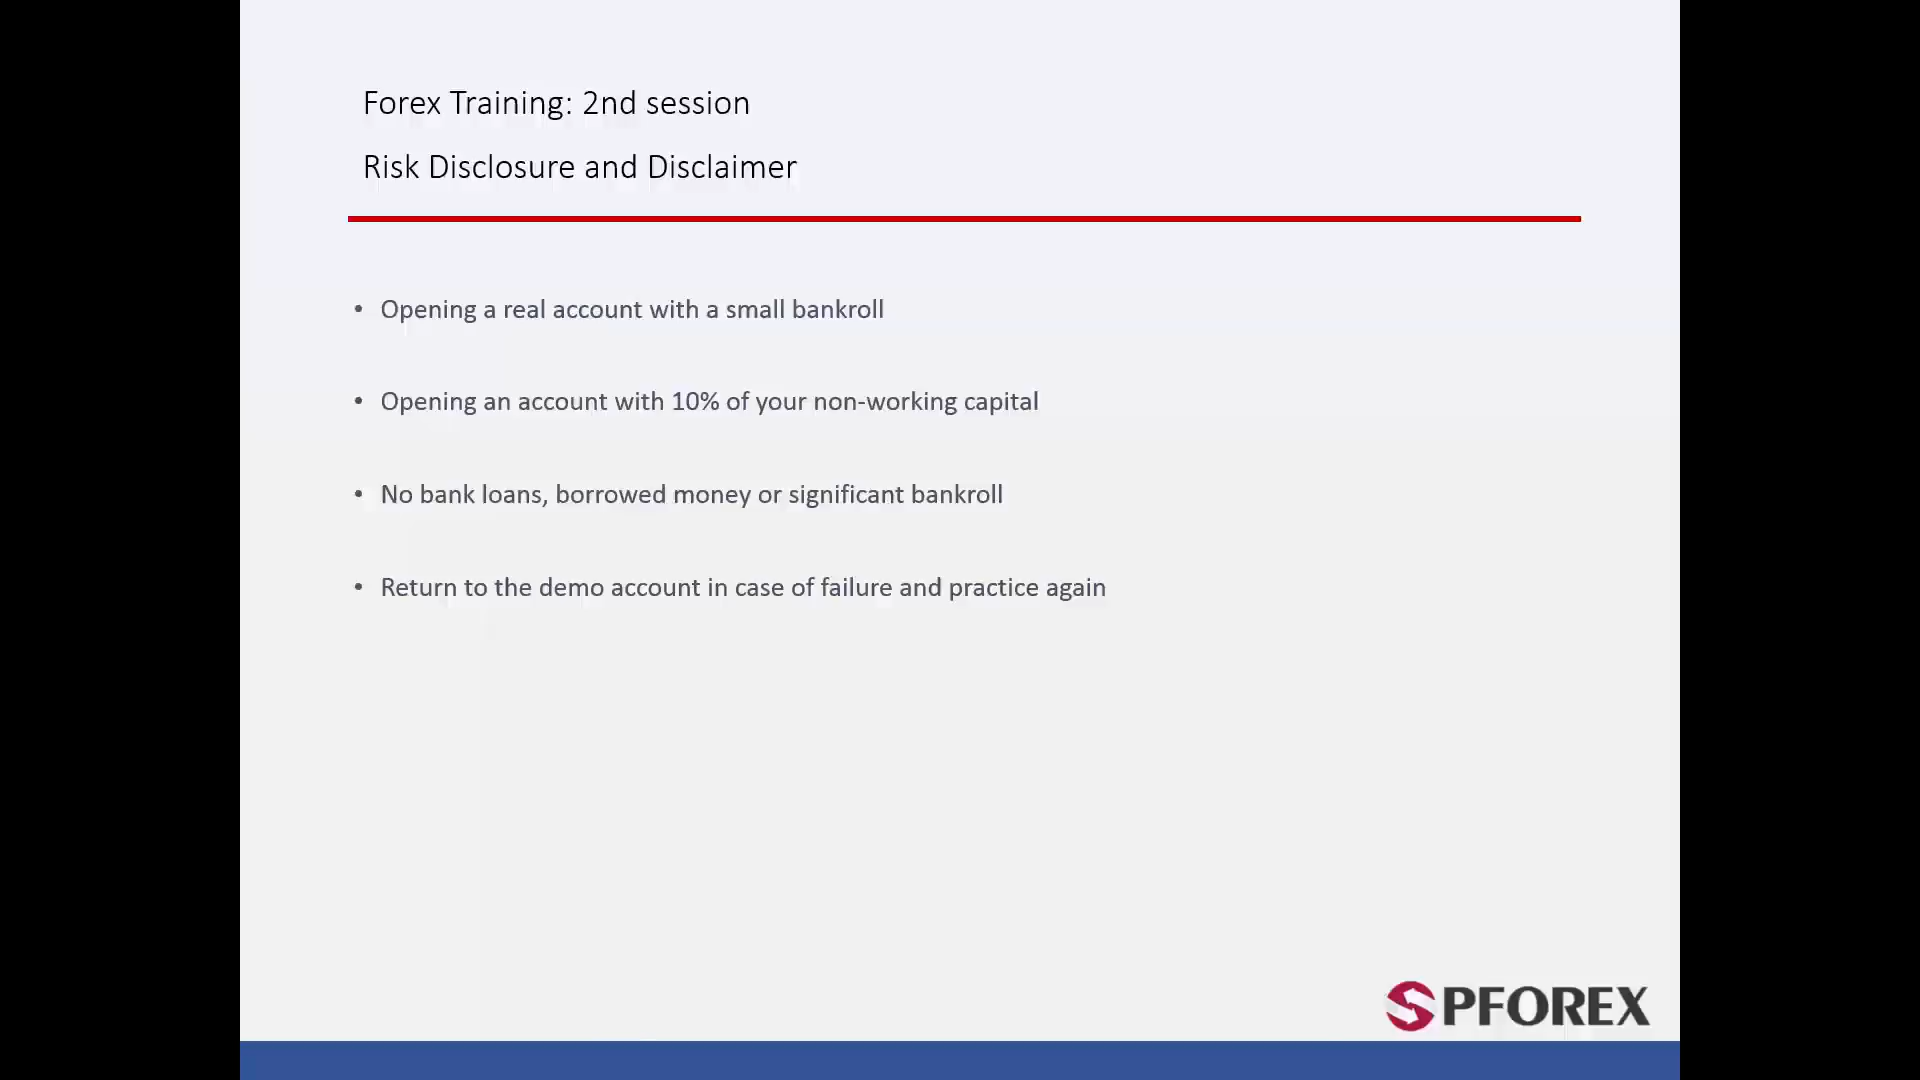 Forex Training: 2nd session
Risk Disclosure and Disclaimer
• Opening a real account with a small bankroll
• Opening an account with 10% of your non-working capital
• No bank loans, borrowed money or significant bankroll
• Return to the demo account in case of failure and practice again
PFOREX